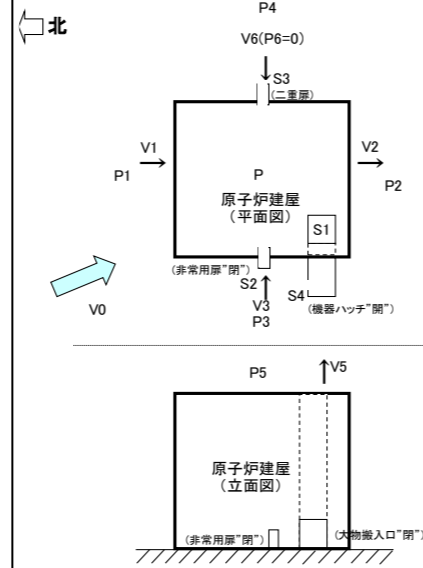 P4
北
V6(P6=0)
S3
(二重扉)
V1
V2
P1
P
P2
原子炉建屋
(平面図)
S1
(非常用扉"閉")
S2
S4
(機器ハッチ"開")
V3
V0
P3
P5
V5
原子炉建屋
(立面図)
(非常用扉"閉")
(大物搬入口"閉")